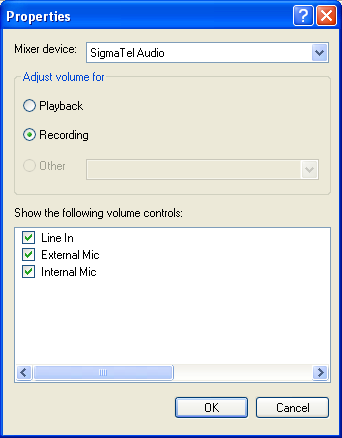 Properties
Mixer device: SigmaTel Audio
Adjust volume for
Playback
Recording
Other
Show the following volume controls:
Line In
External Mic
Internal Mic
OK Cancel